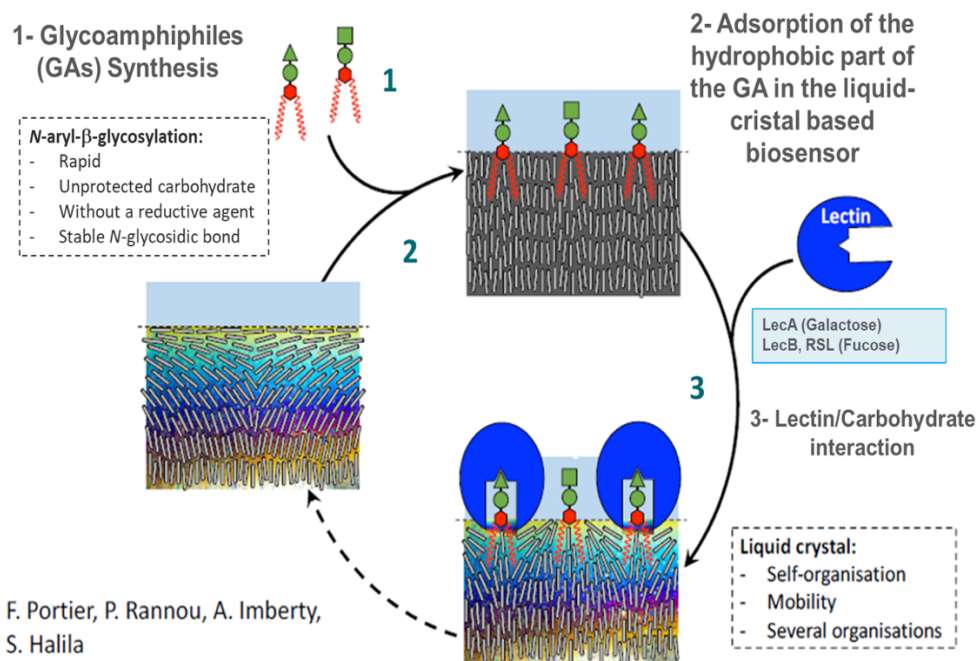 1- Glycoamphiphiles
(GAs) Synthesis
1
2- Adsorption of the
hydrophobic part of
the GA in the liquid-
cristal based
biosensor
N-aryl-β-glycosylation:
- Rapid
- Unprotected carbohydrate
- Without a reductive agent
- Stable N-glycosidic bond
2
Lectin
LecA (Galactose)
LecB, RSL (Fucose)
3
3- Lectin/Carbohydrate
interaction
Liquid crystal:
- Self-organisation
- Mobility
- Several organisations
F. Portier, P. Rannou, A. Imberty,
S. Halila